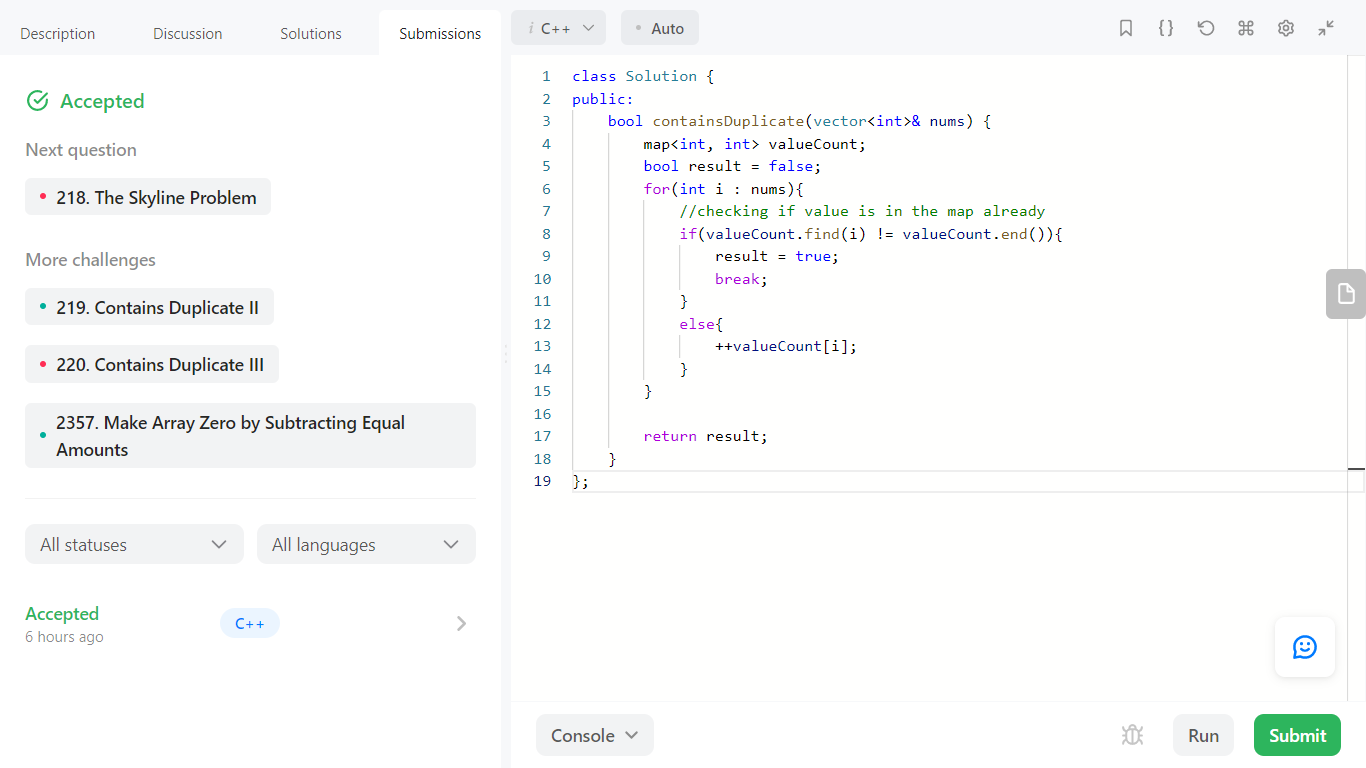 Description Discussion Solutions Submissions
i C++ Auto
Accepted
Next question
218. The Skyline Problem
More challenges
219. Contains Duplicate II
220. Contains Duplicate III
2357. Make Array Zero by Subtracting Equal
Amounts
All statuses All languages
Accepted
6 hours ago
C++
1 class Solution {
2 public:
3 bool containsDuplicate(vector<int>& nums) {
4 map<int, int> valueCount;
5 bool result = false;
6 for(int i : nums){
7 //checking if value is in the map already
8 if(valueCount.find(i) != valueCount.end()){
9 result = true;
10 break;
11 }
12 else{
13 ++valueCount[i];
14 }
15 }
16
17 return result;
18 }
19 };
Console Run Submit